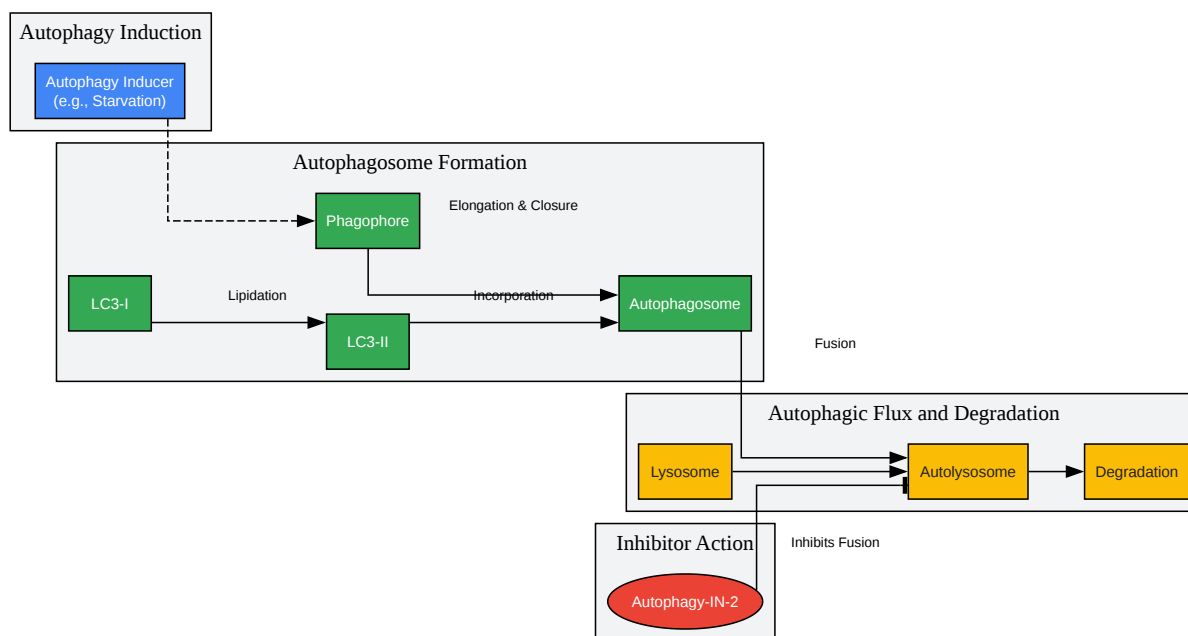 Autophagy Induction
Autophagy Inducer
(e.g., Starvation)
Autophagosome Formation
Phagophore
Elongation & Closure
LC3-I
Lipidation
Incorporation
Autophagosome
LC3-II
Fusion
Autophagic Flux and Degradation
Lysosome
Autolysosome
Degradation
Inhibitor Action
Inhibits Fusion
Autophagy-IN-2